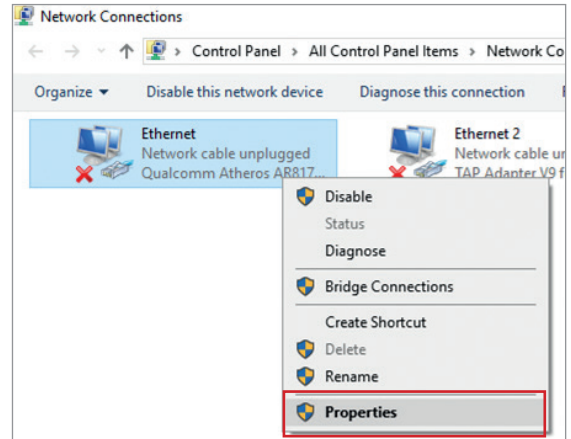 Network Connections
Control Panel > All Control Panel Items > Network Co
Organize Disable this network device Diagnose this connection
Ethernet
Network cable unplugged
Qualcomm Atheros AR817...
Ethernet 2
Network cable un
TAP Adapter V9 f
Disable
Status
Diagnose
Bridge Connections
Create Shortcut
Delete
Rename
Properties